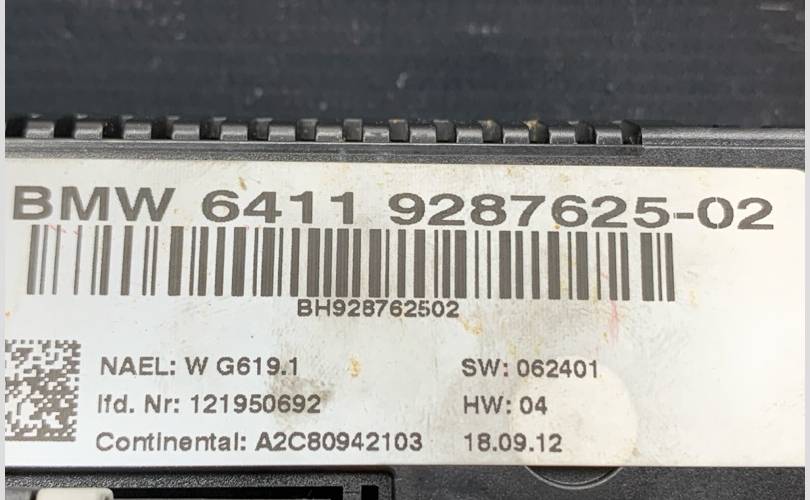 BMW 6411 9287625-02
BH928762502
NAEL: W G619.1 SW: 062401
lfd. Nr: 121950692 HW: 04
Continental: A2C80942103 18.09.12